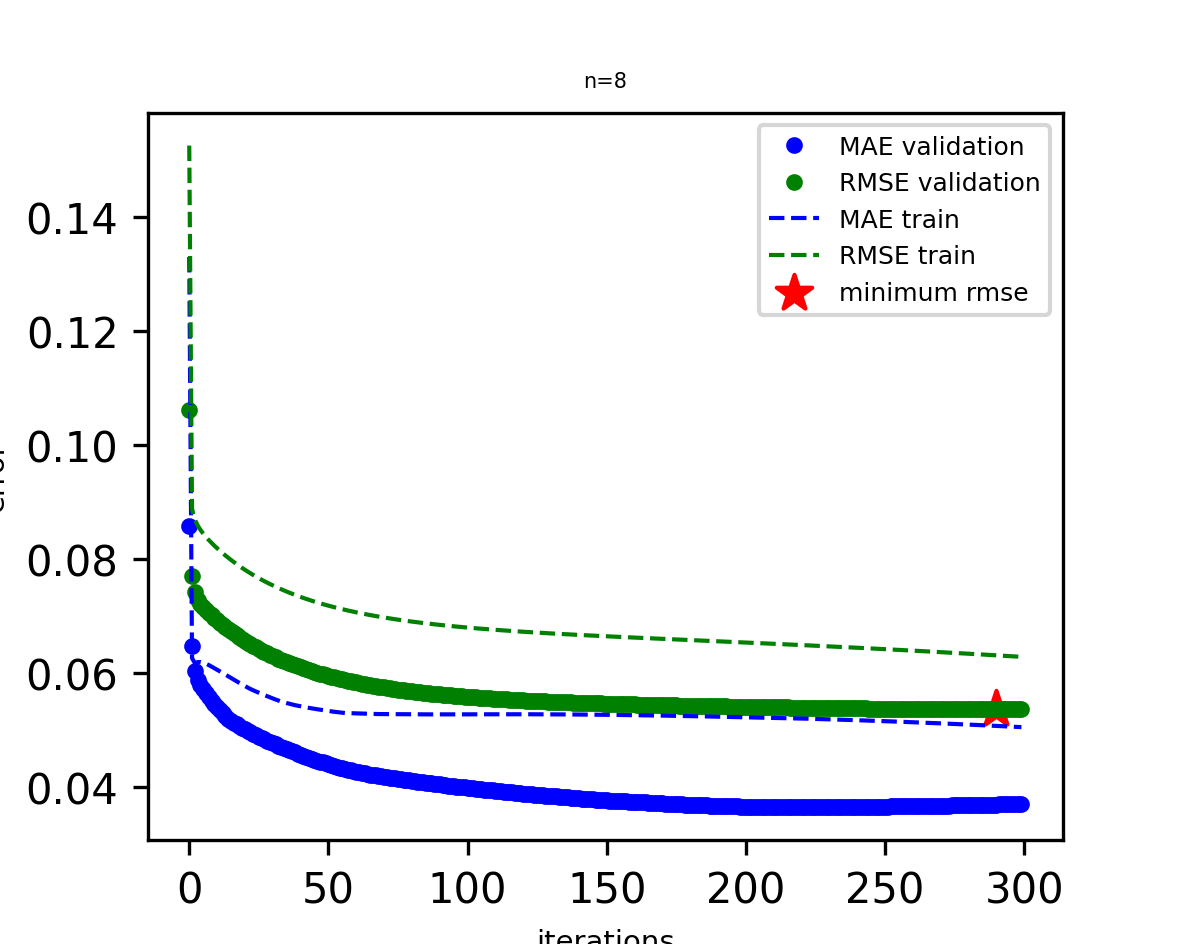 n=8
MAE validation
RMSE validation
MAE train
RMSE train
minimum rmse
0.14
0.12
0.10
0.08
0.06
0.04
0 50 100 150 200 250 300
iterations